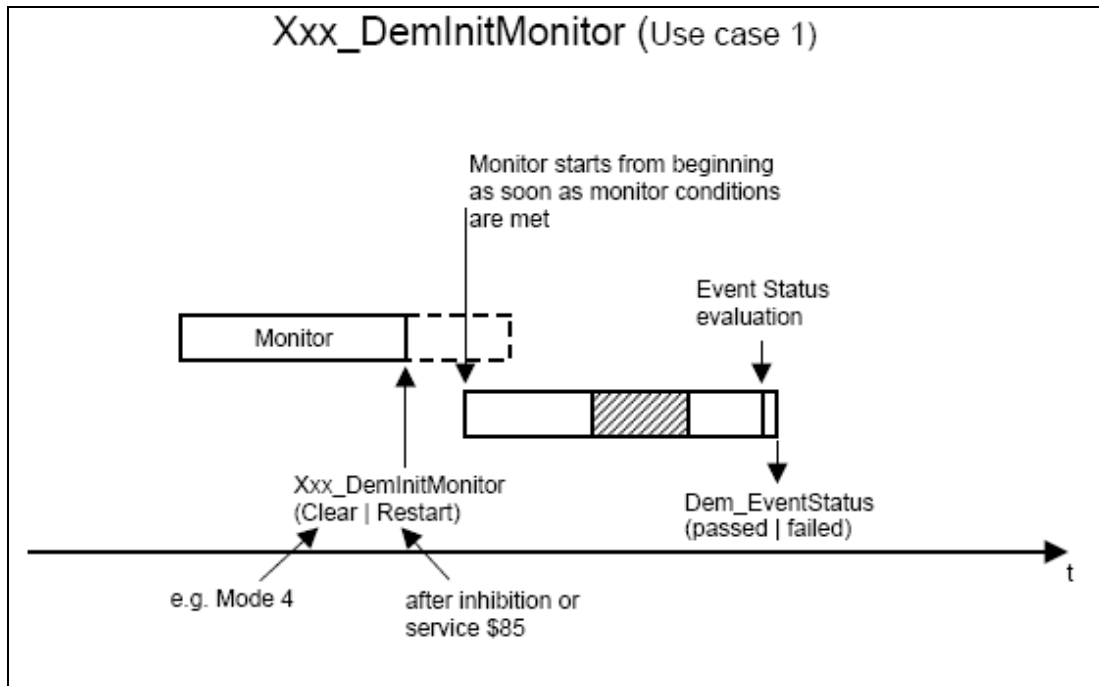 Xxx_DemInitMonitor (Use case 1)
Monitor starts from beginning
as soon as monitor conditions
are met
Event Status
evaluation
Monitor
Xxx_DemInitMonitor
(Clear | Restart)
Dem_EventStatus
(passed | failed)
t
e.g. Mode 4
after inhibition or
service $85